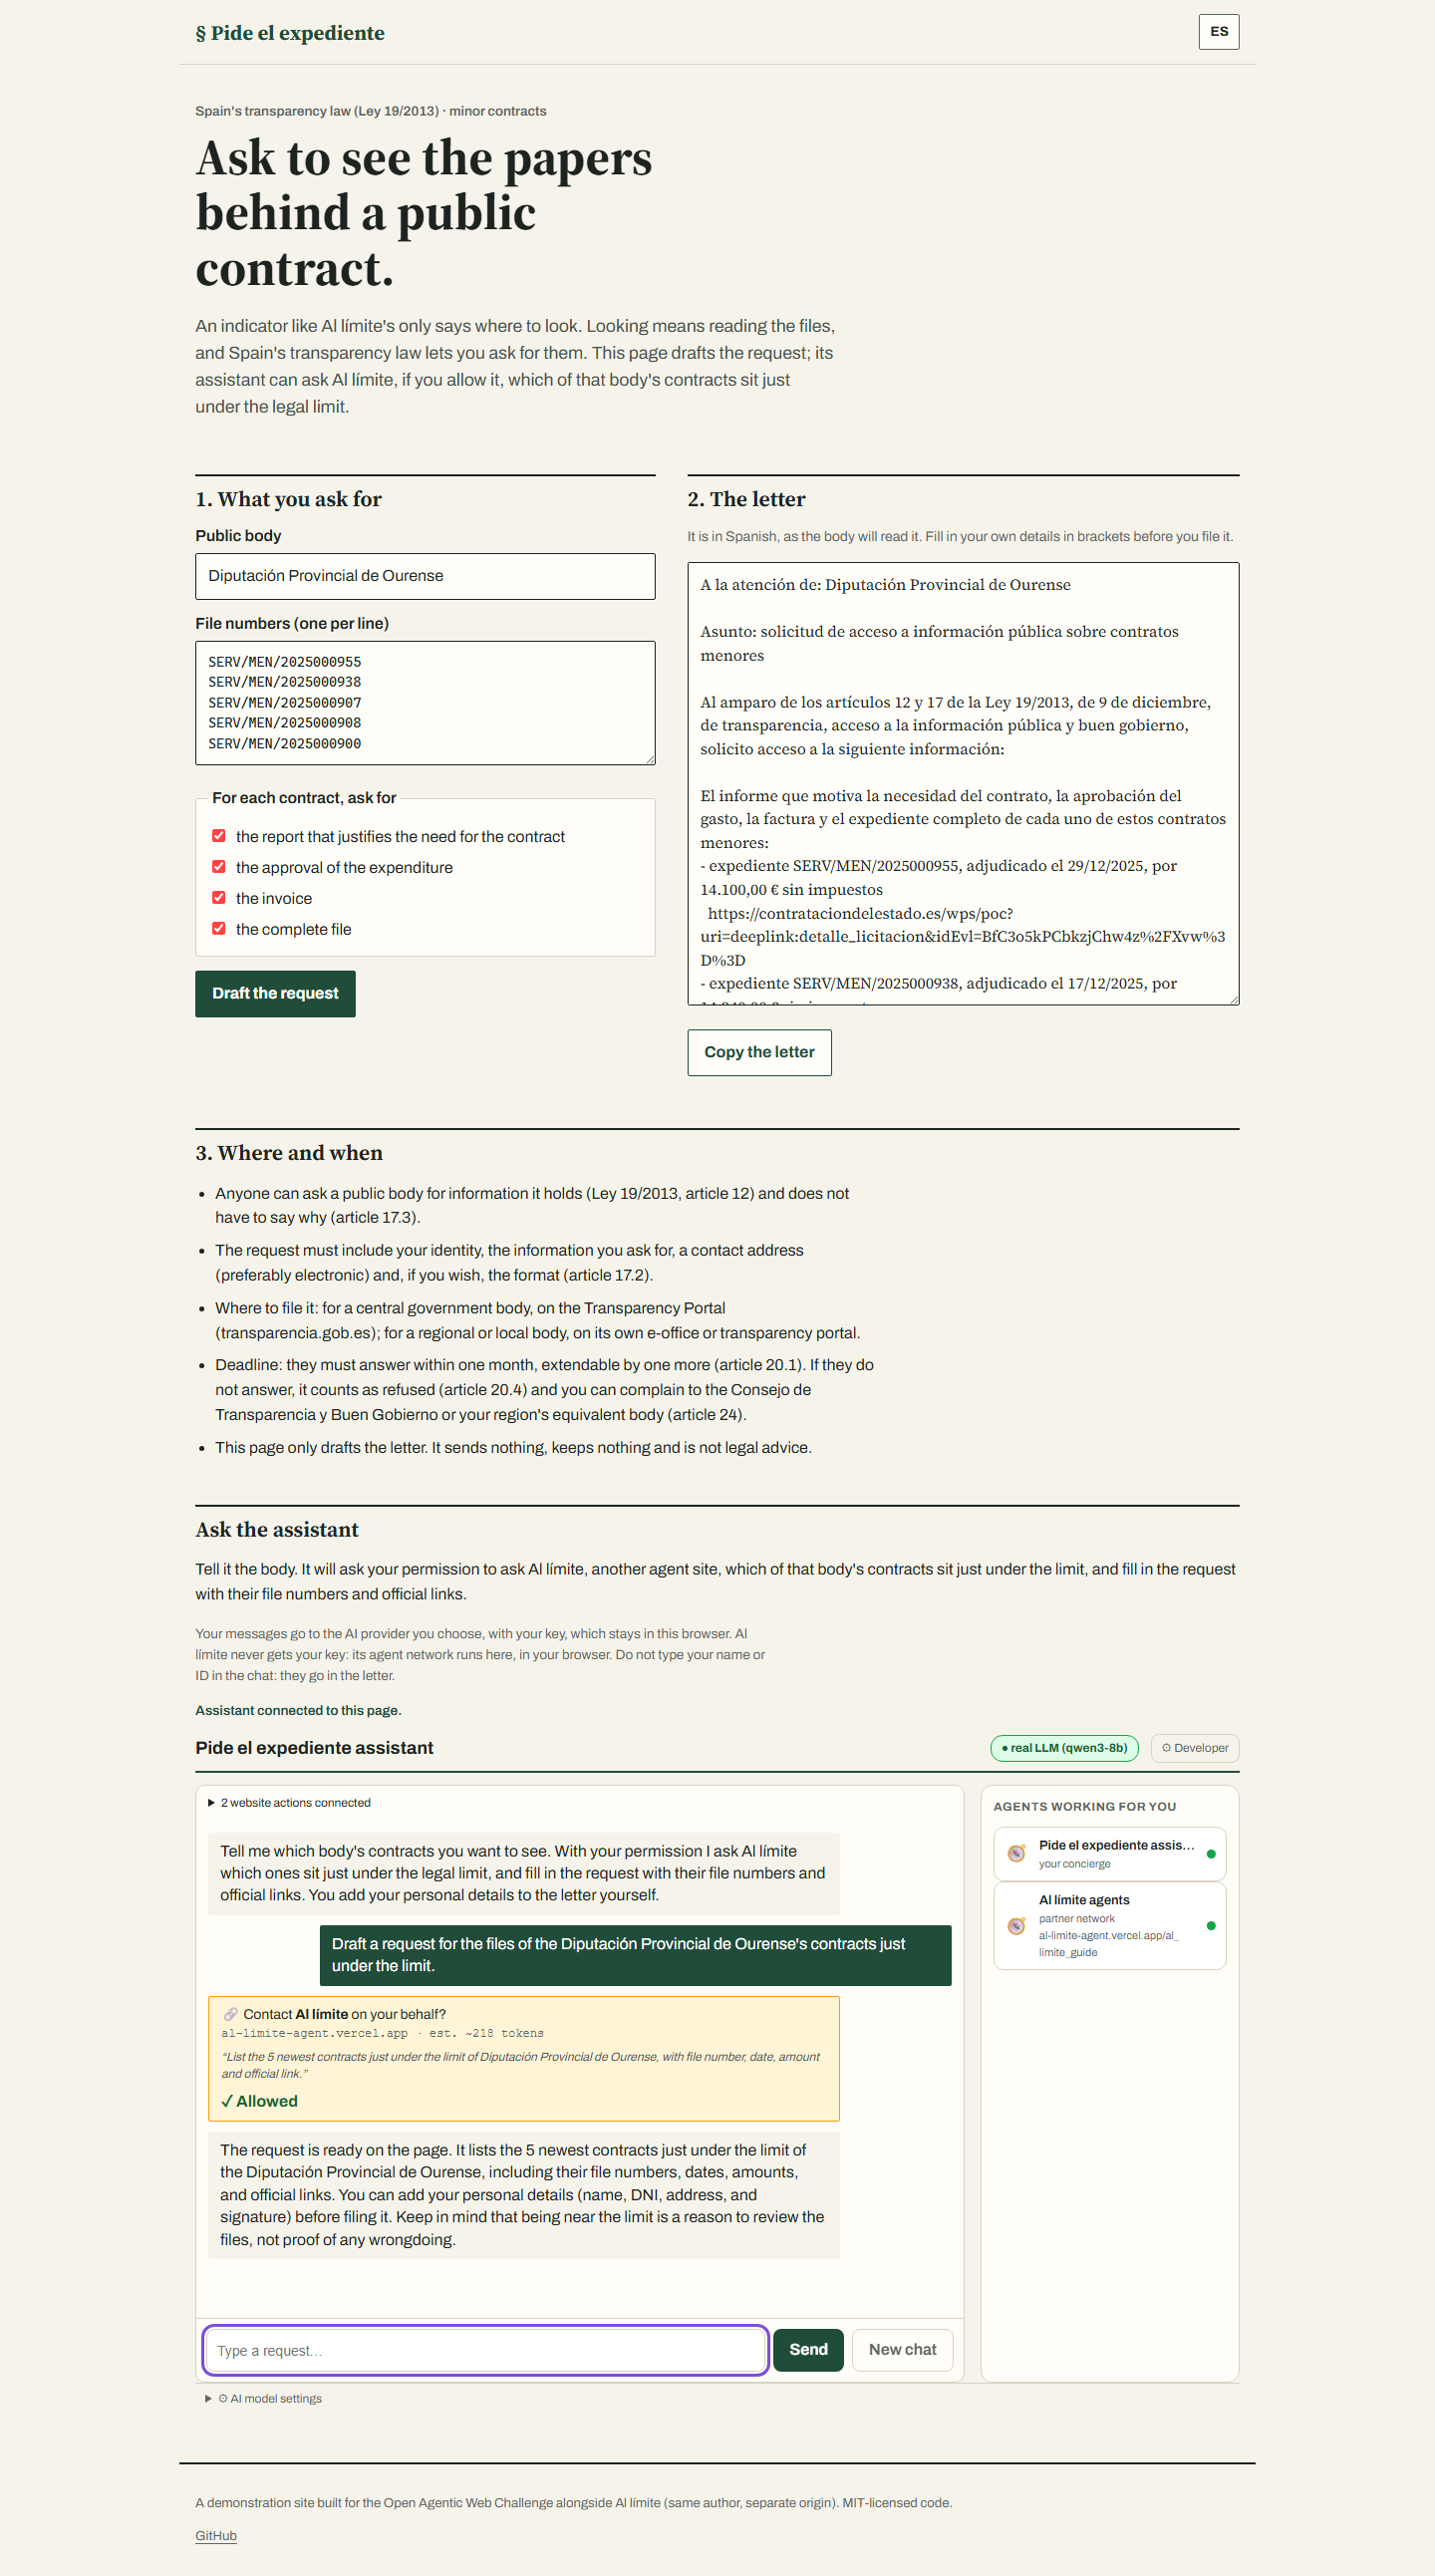 § Pide el expediente
ES
Spain's transparency law (Ley 19/2013) · minor contracts
Ask to see the papers
behind a public
contract.
An indicator like Al límite's only says where to look. Looking means reading the files,
and Spain's transparency law lets you ask for them. This page drafts the request; its
assistant can ask Al límite, if you allow it, which of that body's contracts sit just
under the legal limit.
1. What you ask for
Public body
Diputación Provincial de Ourense
File numbers (one per line)
SERV/MEN/2025000955
SERV/MEN/2025000938
SERV/MEN/2025000907
SERV/MEN/2025000908
SERV/MEN/2025000900
For each contract, ask for
the report that justifies the need for the contract
the approval of the expenditure
the invoice
the complete file
Draft the request
2. The letter
It is in Spanish, as the body will read it. Fill in your own details in brackets before you file it.
A la atención de: Diputación Provincial de Ourense
Asunto: solicitud de acceso a información pública sobre contratos
menores
Al amparo de los artículos 12 y 17 de la Ley 19/2013, de 9 de diciembre,
de transparencia, acceso a la información pública y buen gobierno,
solicito acceso a la siguiente información:
El informe que motiva la necesidad del contrato, la aprobación del
gasto, la factura y el expediente completo de cada uno de estos contratos
menores:
- expediente SERV/MEN/2025000955, adjudicado el 29/12/2025, por
14.100,00 € sin impuestos
https://contrataciondelestado.es/wps/poc?
uri=deeplink:detalle_licitacion&idEvl=BfC3o5kPCbkzjChw4z%2FXvw%3
D%3D
- expediente SERV/MEN/2025000938, adjudicado el 17/12/2025, por
Copy the letter
3. Where and when
• Anyone can ask a public body for information it holds (Ley 19/2013, article 12) and does not
have to say why (article 17.3).
• The request must include your identity, the information you ask for, a contact address
(preferably electronic) and, if you wish, the format (article 17.2).
• Where to file it: for a central government body, on the Transparency Portal
(transparencia.gob.es); for a regional or local body, on its own e-office or transparency portal.
• Deadline: they must answer within one month, extendable by one more (article 20.1). If they do
not answer, it counts as refused (article 20.4) and you can complain to the Consejo de
Transparencia y Buen Gobierno or your region's equivalent body (article 24).
• This page only drafts the letter. It sends nothing, keeps nothing and is not legal advice.
Ask the assistant
Tell it the body. It will ask your permission to ask Al límite, another agent site, which of that body's contracts sit just under the limit, and fill in the request
with their file numbers and official links.
Your messages go to the AI provider you choose, with your key, which stays in this browser. Al
límite never gets your key: its agent network runs here, in your browser. Do not type your name or
ID in the chat: they go in the letter.
Assistant connected to this page.
Pide el expediente assistant
● real LLM (qwen3-8b)
⚙ Developer
▶ 2 website actions connected
Tell me which body's contracts you want to see. With your permission I ask Al límite
which ones sit just under the legal limit, and fill in the request with their file numbers and
official links. You add your personal details to the letter yourself.
Draft a request for the files of the Diputación Provincial de Ourense's contracts just
under the limit.
🔗 Contact Al límite on your behalf?
al-limite-agent.vercel.app · est. ~218 tokens
“List the 5 newest contracts just under the limit of Diputación Provincial de Ourense, with file number, date, amount
and official link.”
✓ Allowed
The request is ready on the page. It lists the 5 newest contracts just under the limit of
the Diputación Provincial de Ourense, including their file numbers, dates, amounts,
and official links. You can add your personal details (name, DNI, address, and
signature) before filing it. Keep in mind that being near the limit is a reason to review the
files, not proof of any wrongdoing.
Type a request...
Send
New chat
AGENTS WORKING FOR YOU
Pide el expediente assis...
your concierge
Al límite agents
partner network
al-limite-agent.vercel.app/al_
limite_guide
▶ ⚙ AI model settings
A demonstration site built for the Open Agentic Web Challenge alongside Al límite (same author, separate origin). MIT-licensed code.
GitHub